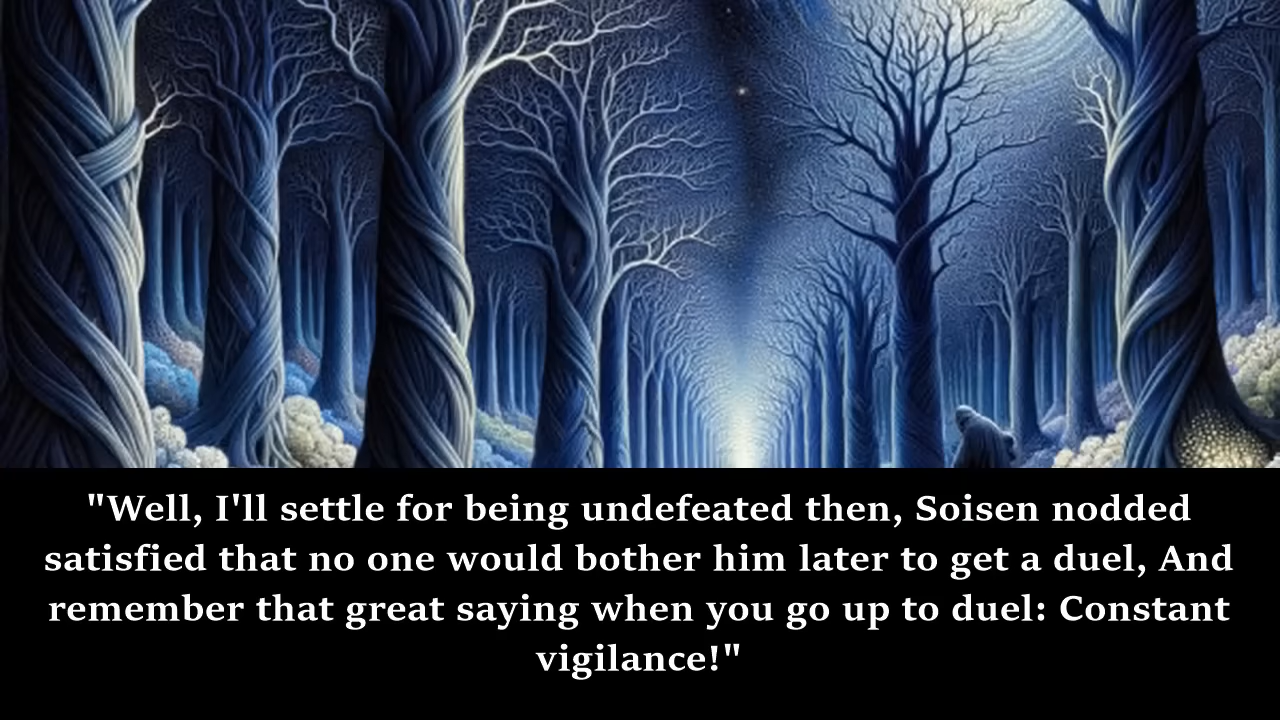 "Well, I'll settle for being undefeated then, Soisen nodded
satisfied that no one would bother him later to get a duel, And
remember that great saying when you go up to duel: Constant
vigilance!"